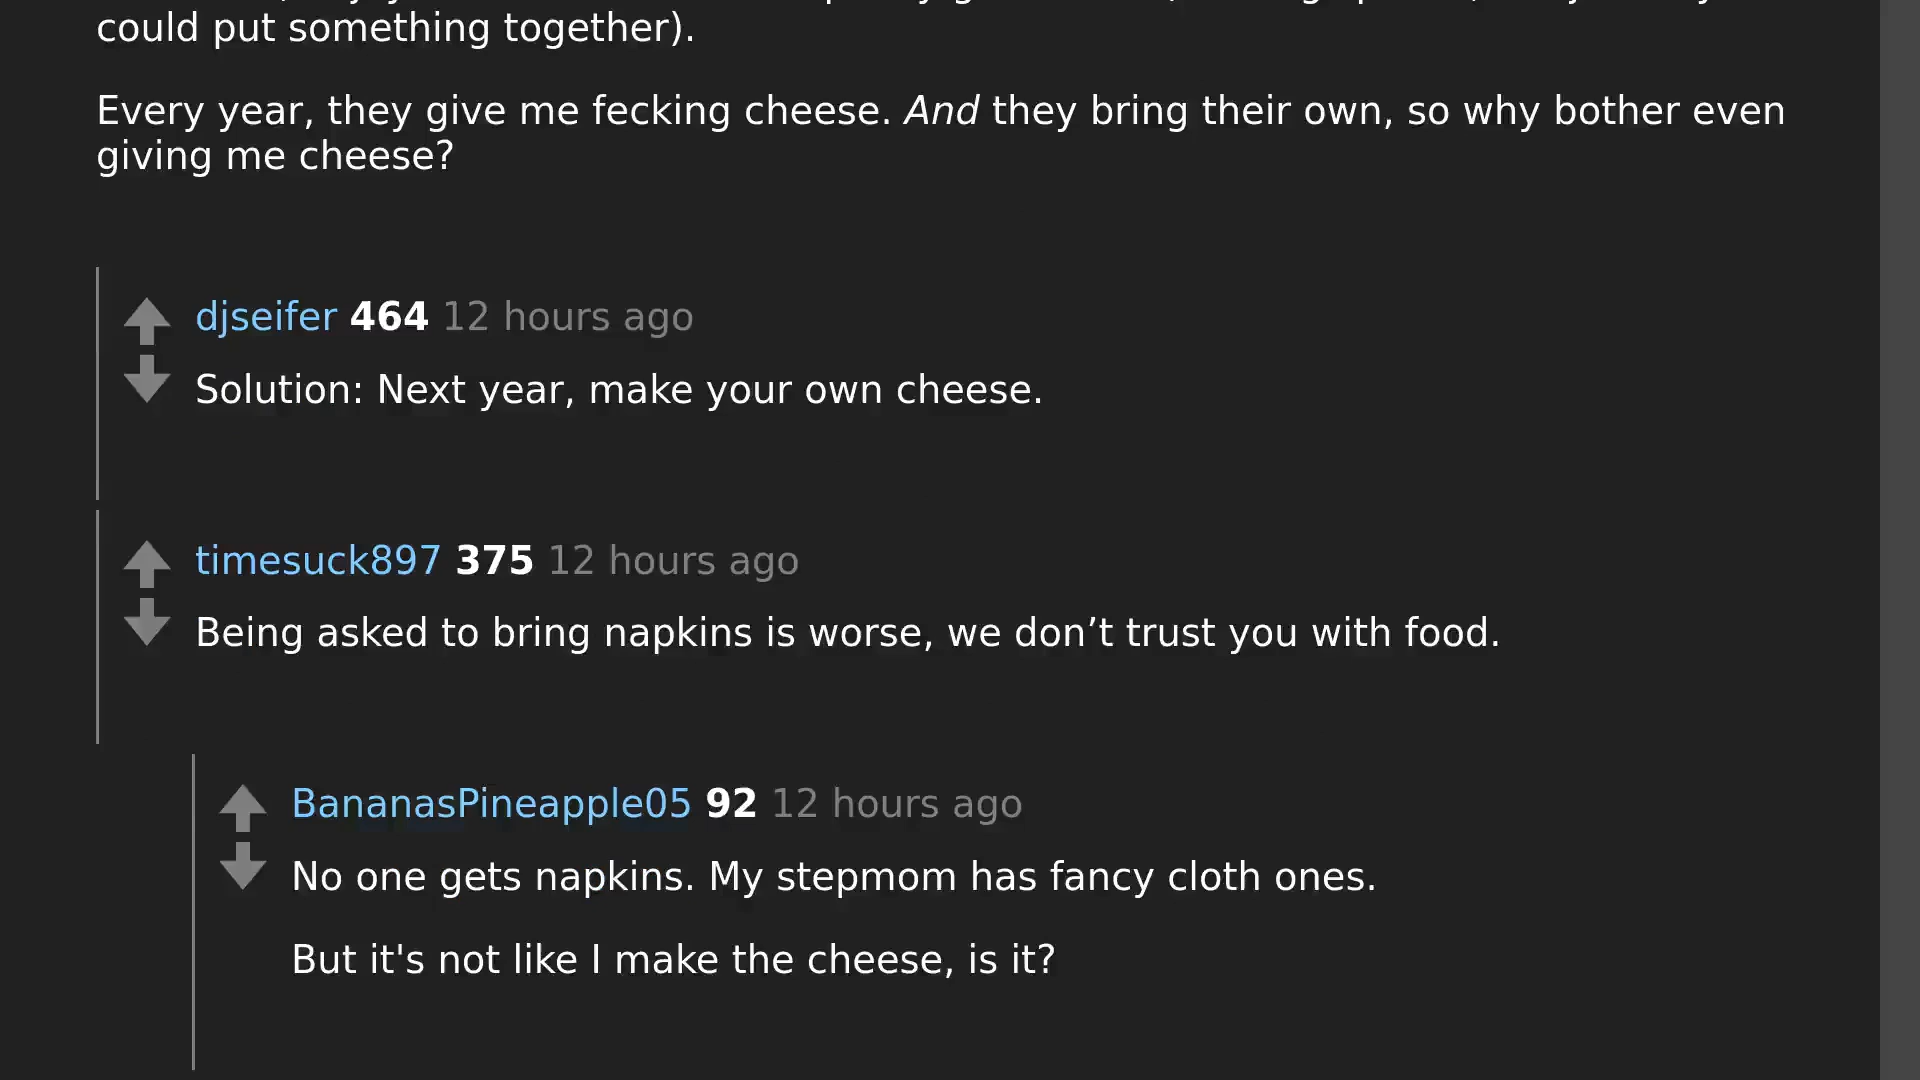 could put something together).
Every year, they give me fecking cheese. And they bring their own, so why bother even
giving me cheese?
djseifer 464 12 hours ago
Solution: Next year, make your own cheese.
timesuck897 375 12 hours ago
Being asked to bring napkins is worse, we don’t trust you with food.
BananasPineapple05 92 12 hours ago
No one gets napkins. My stepmom has fancy cloth ones.
But it's not like I make the cheese, is it?